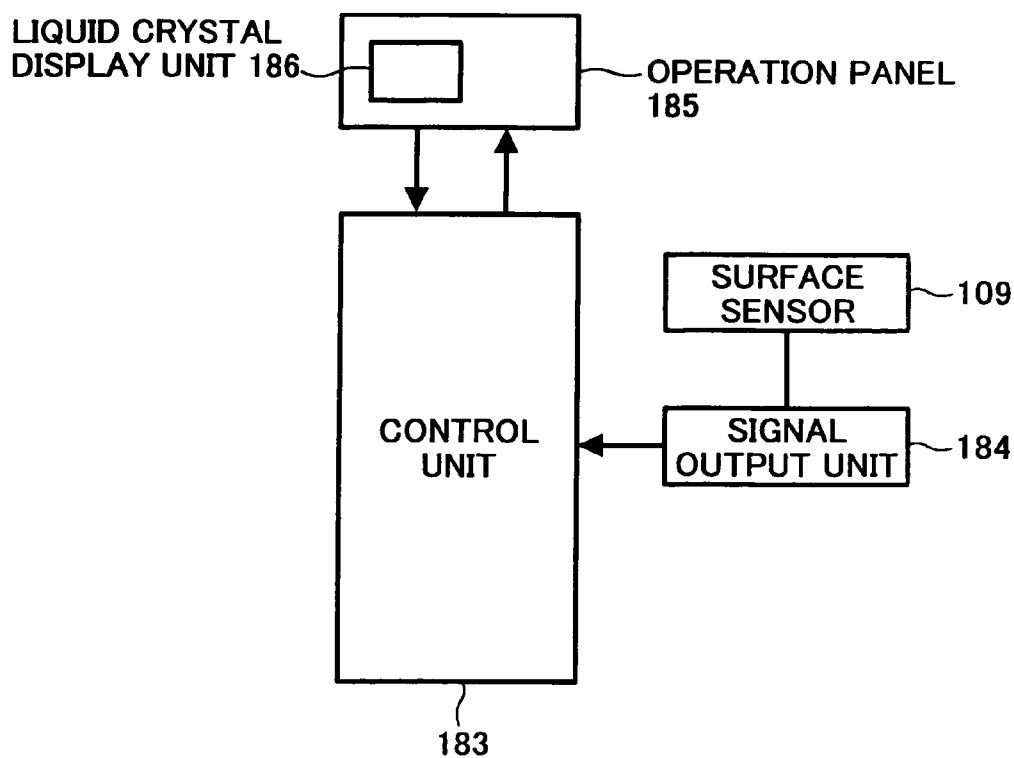 LIQUID CRYSTAL
DISPLAY UNIT 186
OPERATION PANEL
185
SURFACE
SENSOR
109
CONTROL
UNIT
SIGNAL
OUTPUT UNIT
184
183